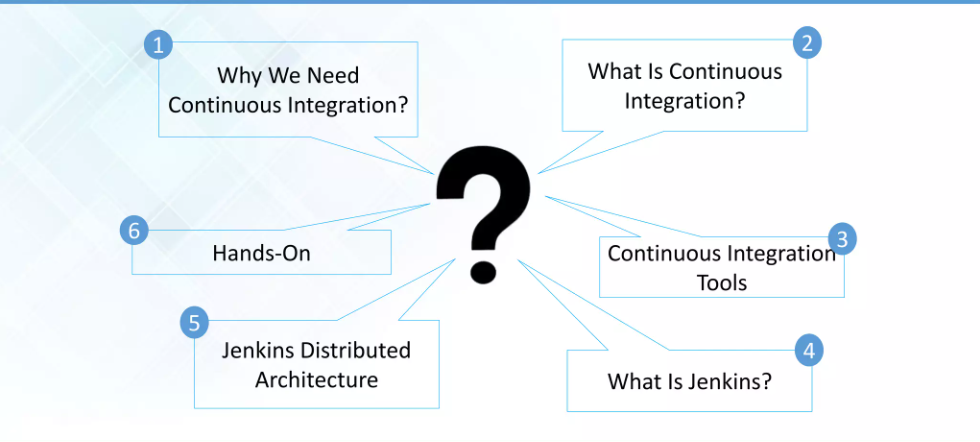 1
Why We Need
Continuous Integration?
2
What Is Continuous
Integration?
3
Continuous Integration
Tools
4
What Is Jenkins?
5
Jenkins Distributed
Architecture
6
Hands-On
?